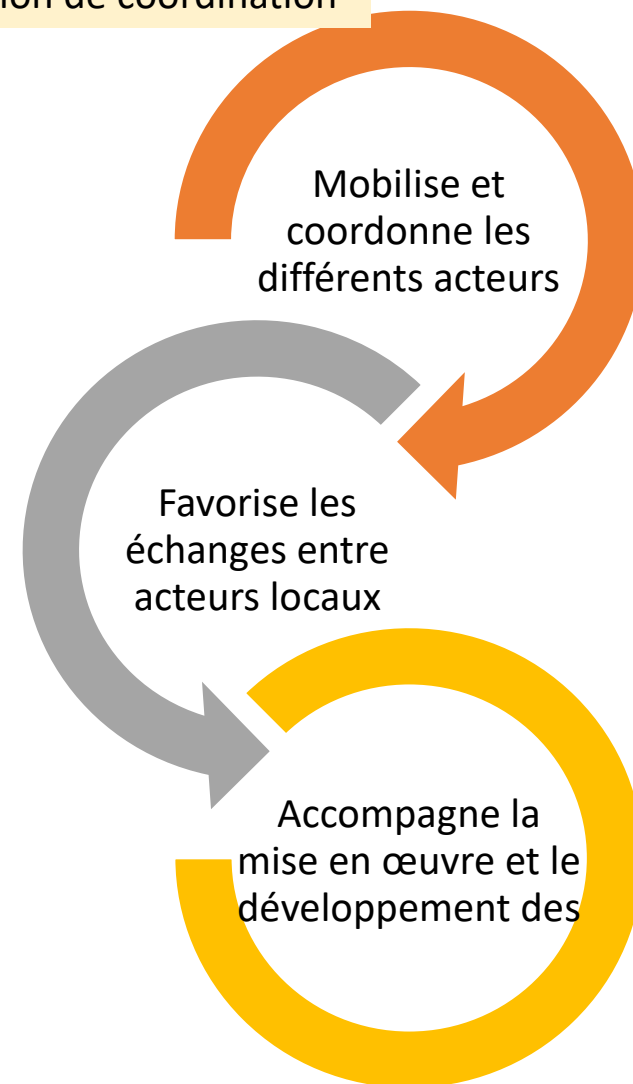 de coordination
Mobilise et
coordonne les
différents acteurs
Favorise les
échanges entre
acteurs locaux
Accompagne la
mise en œuvre et le
développement des